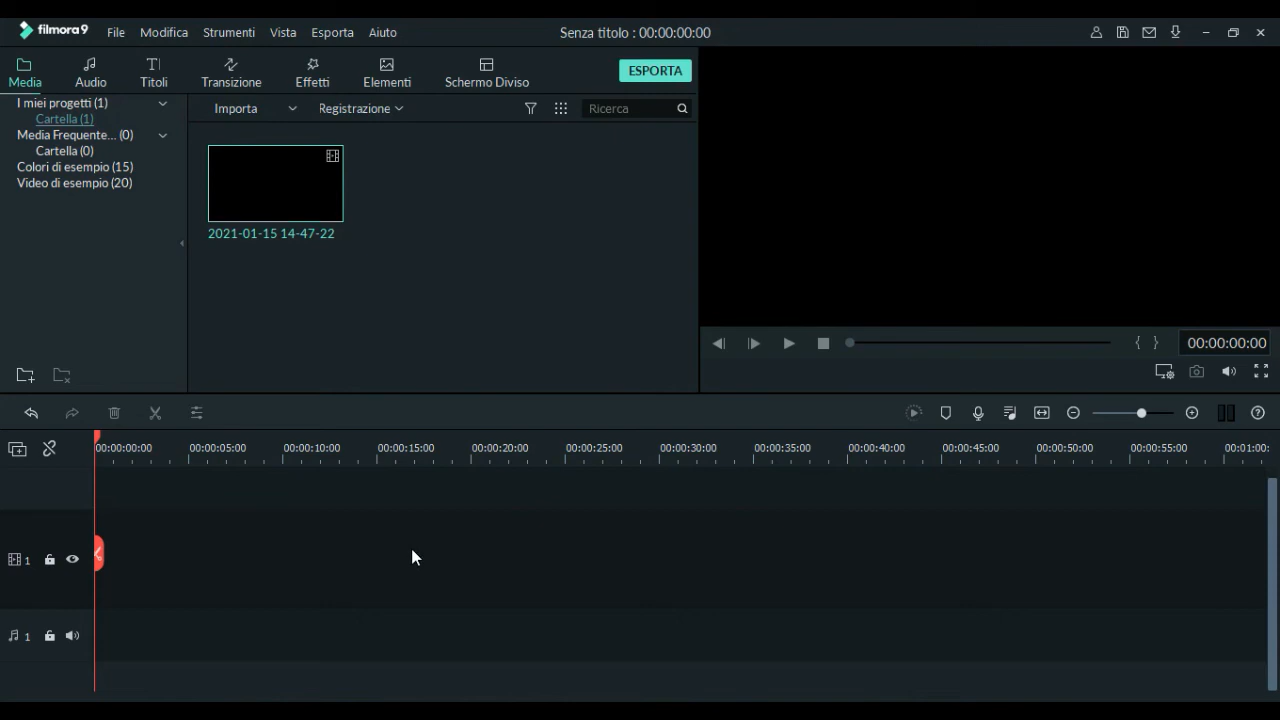 filmora9 File Modifica Strumenti Vista Esporta Aiuto Senza titolo : 00:00:00:00
Media Audio Titoli Transizione Effetti Elementi Schermo Diviso ESPORTA
I miei progetti (1)
Cartella (1)
Media Frequente... (0)
Cartella (0)
Colori di esempio (15)
Video di esempio (20)
Importa Registrazione Ricerca
2021-01-15 14-47-22
{ } 00:00:00:00
00:00:00:00 00:00:05:00 00:00:10:00 00:00:15:00 00:00:20:00 00:00:25:00 00:00:30:00 00:00:35:00 00:00:40:00 00:00:45:00 00:00:50:00 00:00:55:00 00:01:00:
1
1